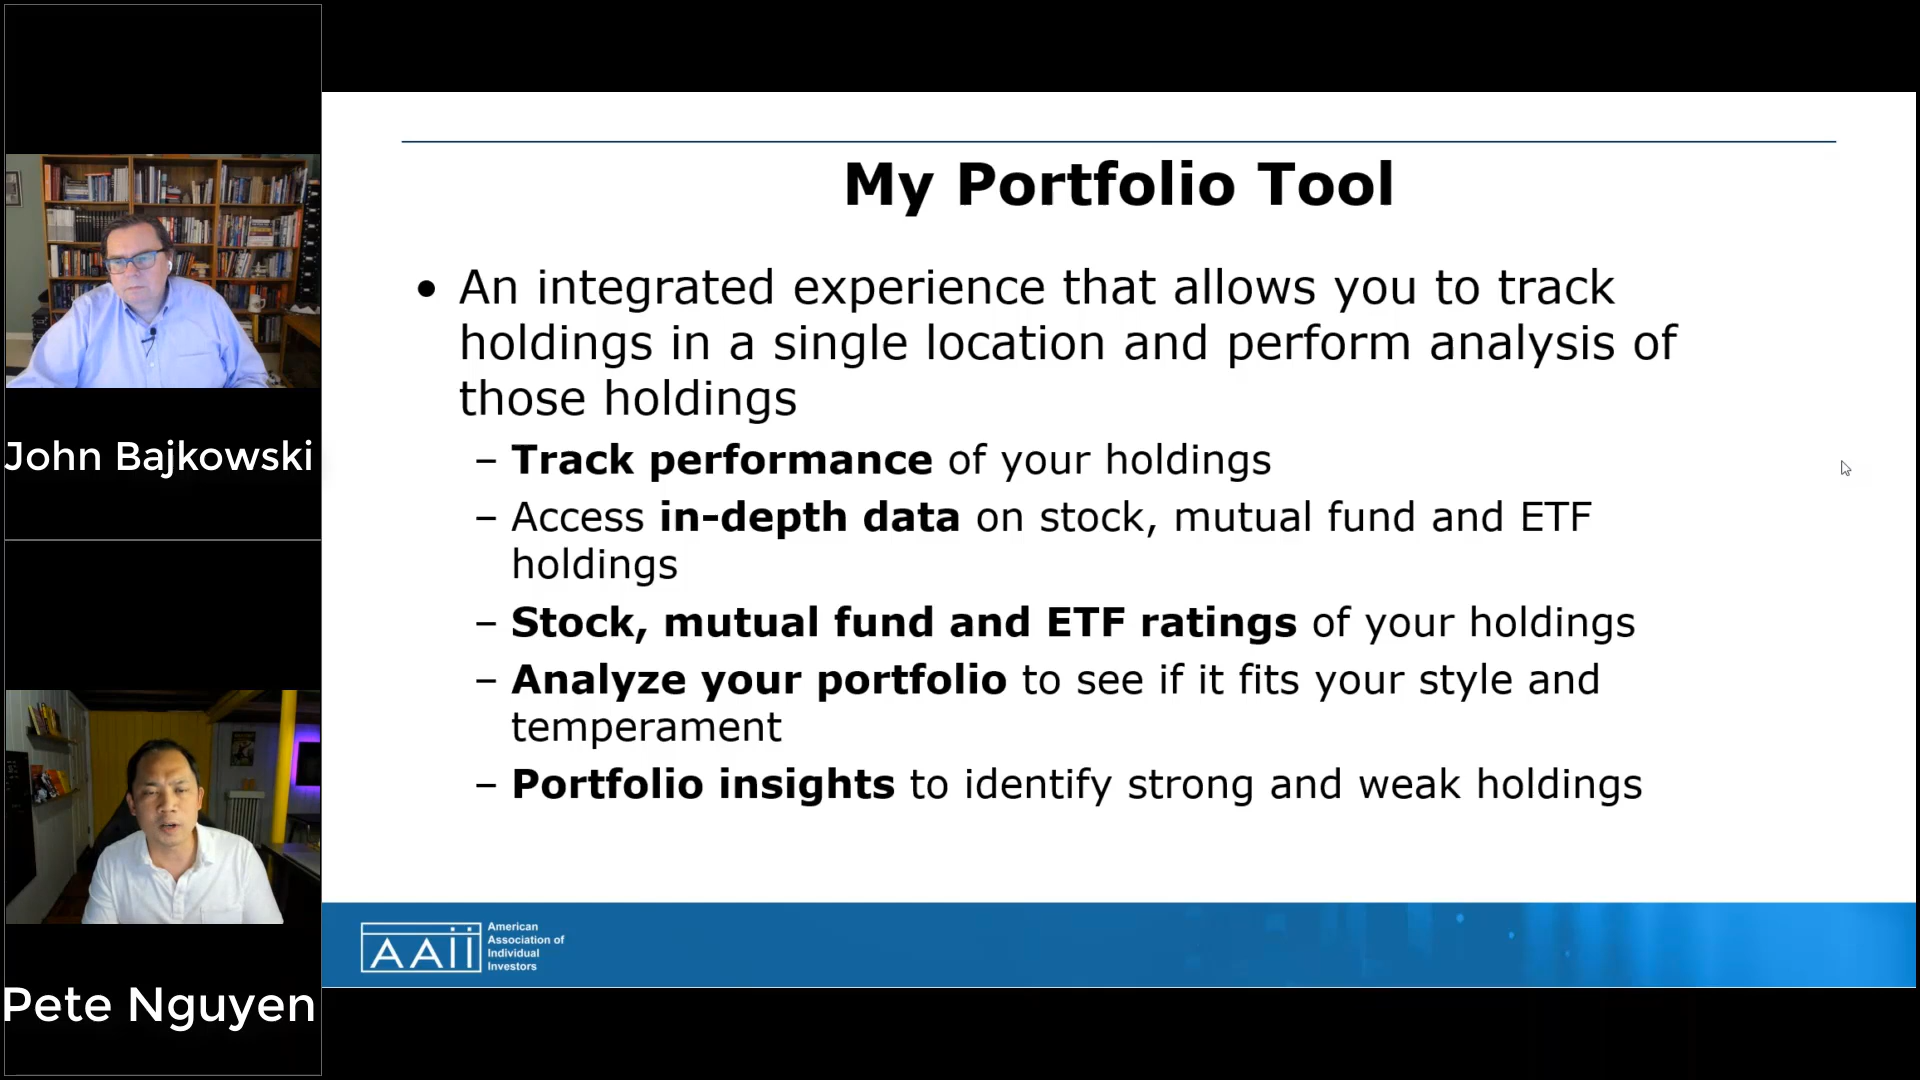 John Bajkowski
Pete Nguyen
My Portfolio Tool
• An integrated experience that allows you to track
holdings in a single location and perform analysis of
those holdings
– Track performance of your holdings
– Access in-depth data on stock, mutual fund and ETF
holdings
– Stock, mutual fund and ETF ratings of your holdings
– Analyze your portfolio to see if it fits your style and
temperament
– Portfolio insights to identify strong and weak holdings
AAII
American
Association of
Individual
Investors